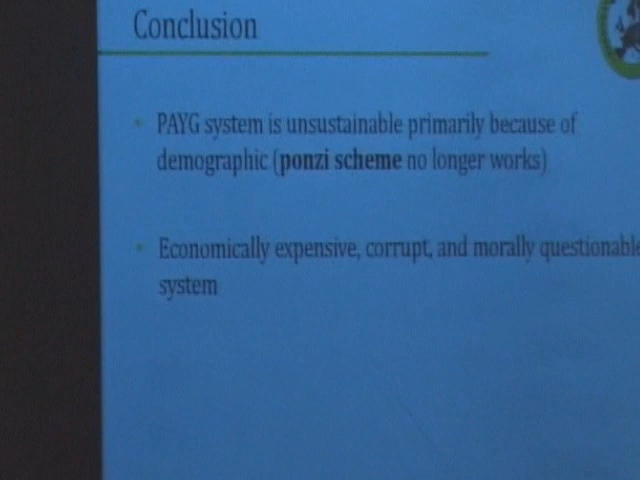 Conclusion
PAYG system is unsustainable primarily because of
demographic (ponzi scheme no longer works)
Economically expensive, corrupt, and morally questionable
system